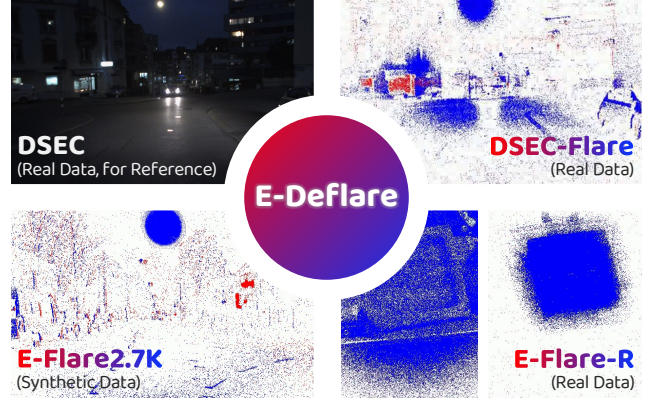 DSEC
(Real Data, for Reference)
DSEC-Flare
(Real Data)
E-Deflare
E-Flare2.7K
(Synthetic Data)
E-Flare-R
(Real Data)